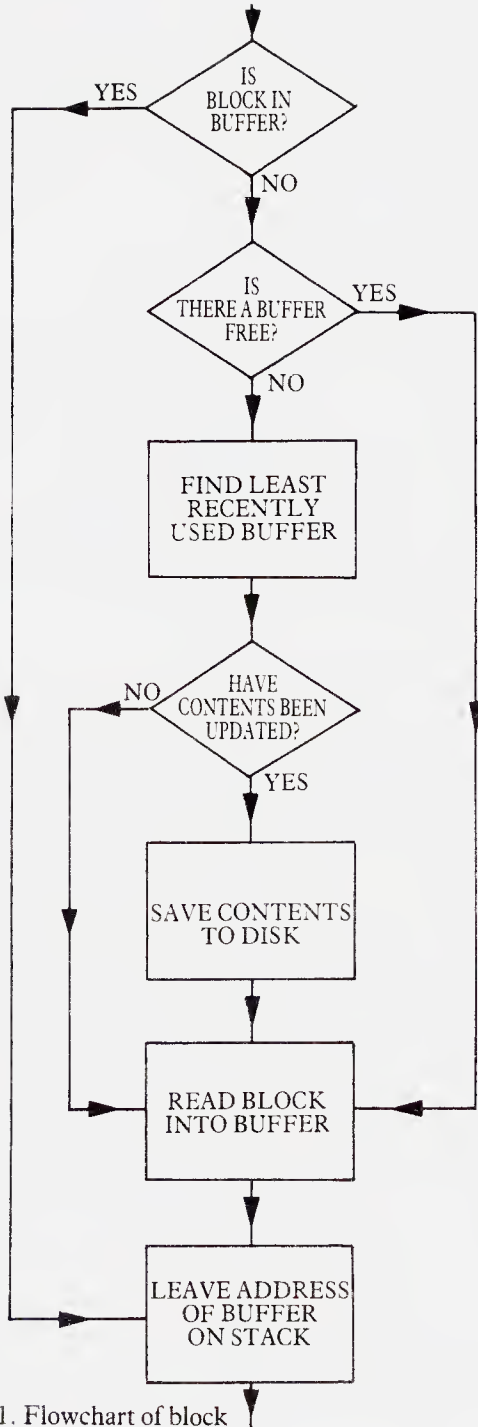 IS
BLOCK IN
BUFFER?
YES
NO
IS
THERE A BUFFER
FREE?
YES
NO
FIND LEAST
RECENTLY
USED BUFFER
HAVE
CONTENTS BEEN
UPDATED?
NO
YES
SAVE CONTENTS
TO DISK
READ BLOCK
INTO BUFFER
LEAVE ADDRESS
OF BUFFER
ON STACK
1. Flowchart of block